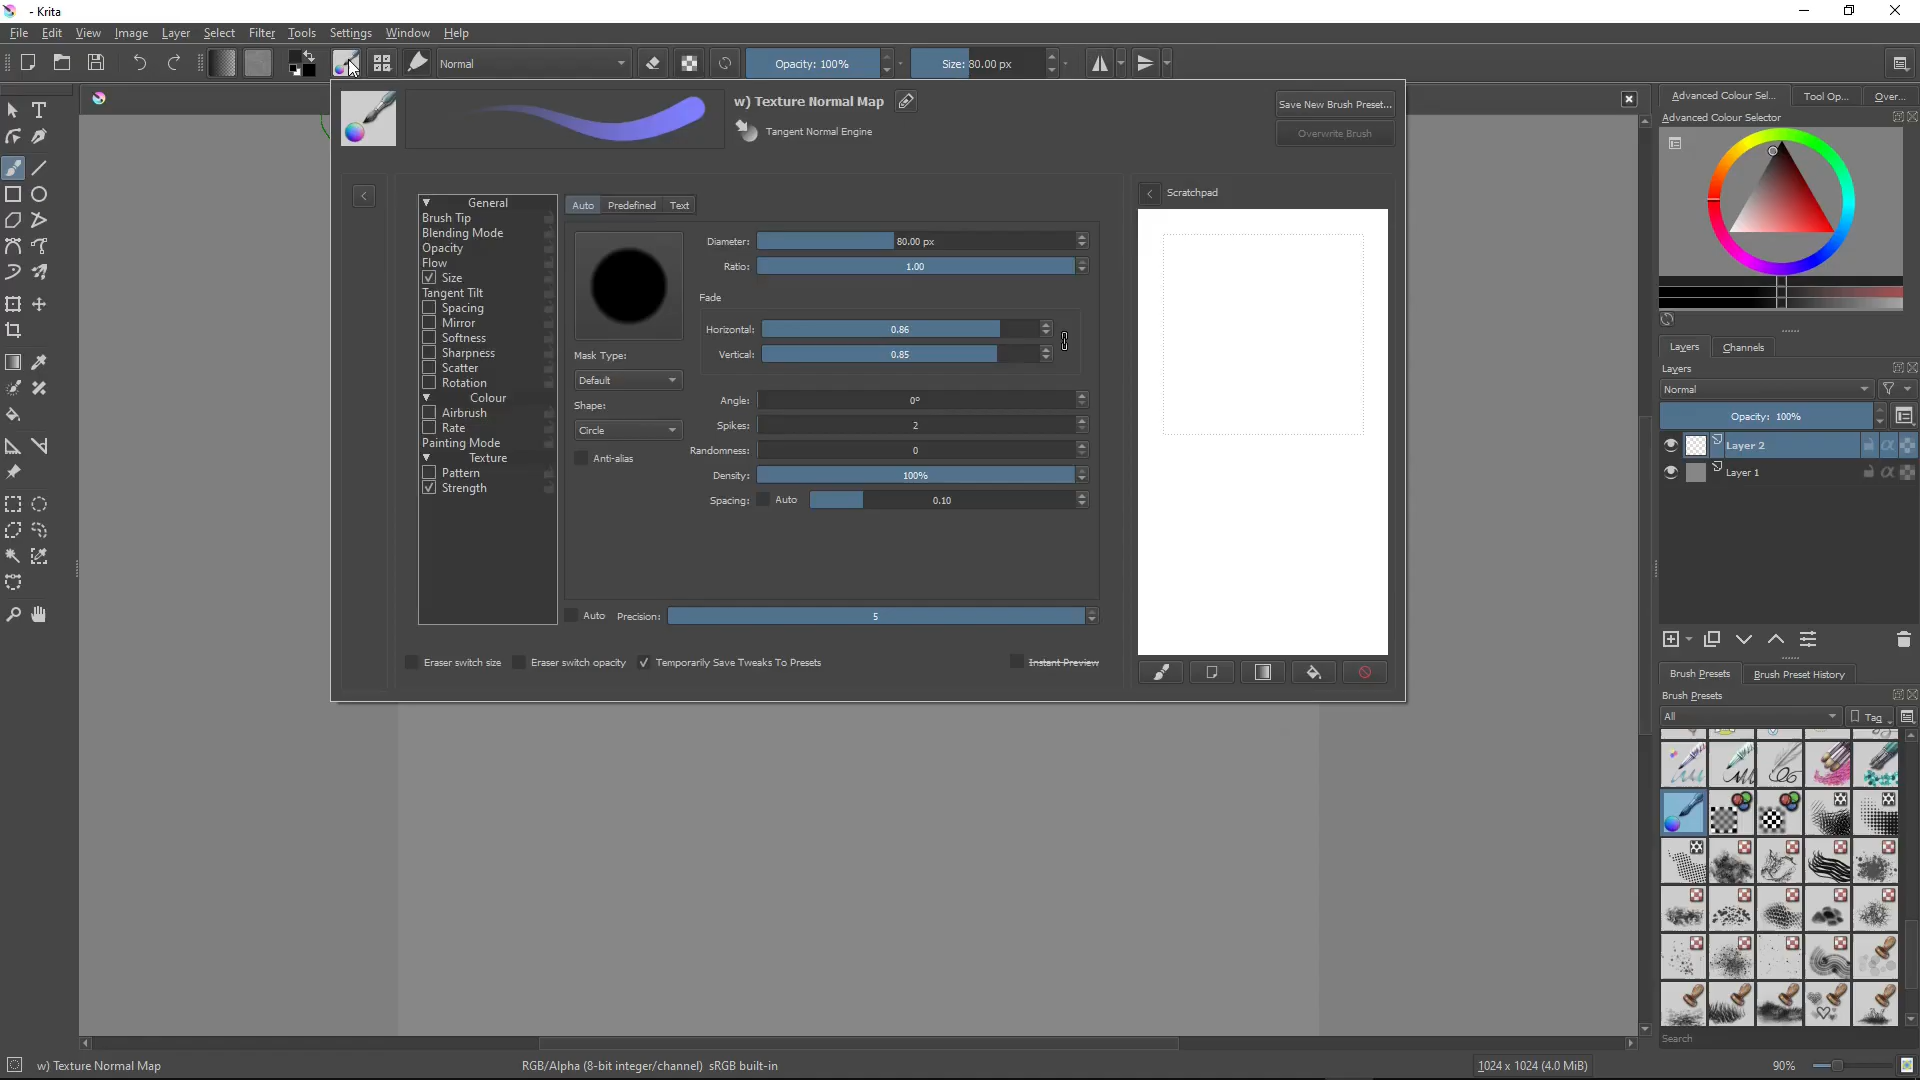 - Krita
File Edit View Image Layer Select Filter Tools Settings Window Help
Normal
Opacity: 100%
Size: 80.00 px
w) Texture Normal Map
Tangent Normal Engine
Save New Brush Preset...
Overwrite Brush
General
Brush Tip
Blending Mode
Opacity
Flow
Size
Tangent Tilt
Spacing
Mirror
Softness
Sharpness
Scatter
Rotation
Colour
Airbrush
Rate
Painting Mode
Texture
Pattern
Strength
Auto Predefined Text
Mask Type:
Default
Shape:
Circle
Anti-alias
Diameter: 80.00 px
Ratio: 1.00
Fade
Horizontal: 0.86
Vertical: 0.85
Angle: 0º
Spikes: 2
Randomness: 0
Density: 100%
Spacing: Auto 0.10
Auto Precision: 5
Eraser switch size Eraser switch opacity Temporarily Save Tweaks To Presets Instant Preview
Scratchpad
Advanced Colour Sel... Tool Op... Over...
Advanced Colour Selector
Layers Channels
Layers
Normal
Opacity: 100%
Layer 2
Layer 1
Brush Presets Brush Preset History
Brush Presets
All Tag
Search
w) Texture Normal Map
RGB/Alpha (8-bit integer/channel) sRGB built-in
1024 x 1024 (4.0 MiB)
90%